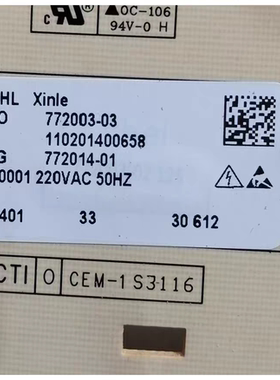 OC-106
94V-0 H
HL Xinle
O 772003-03
110201400658
G 772014-01
0001 220VAC 50HZ
401 33 30 612
CTI O CEM-1 S3116